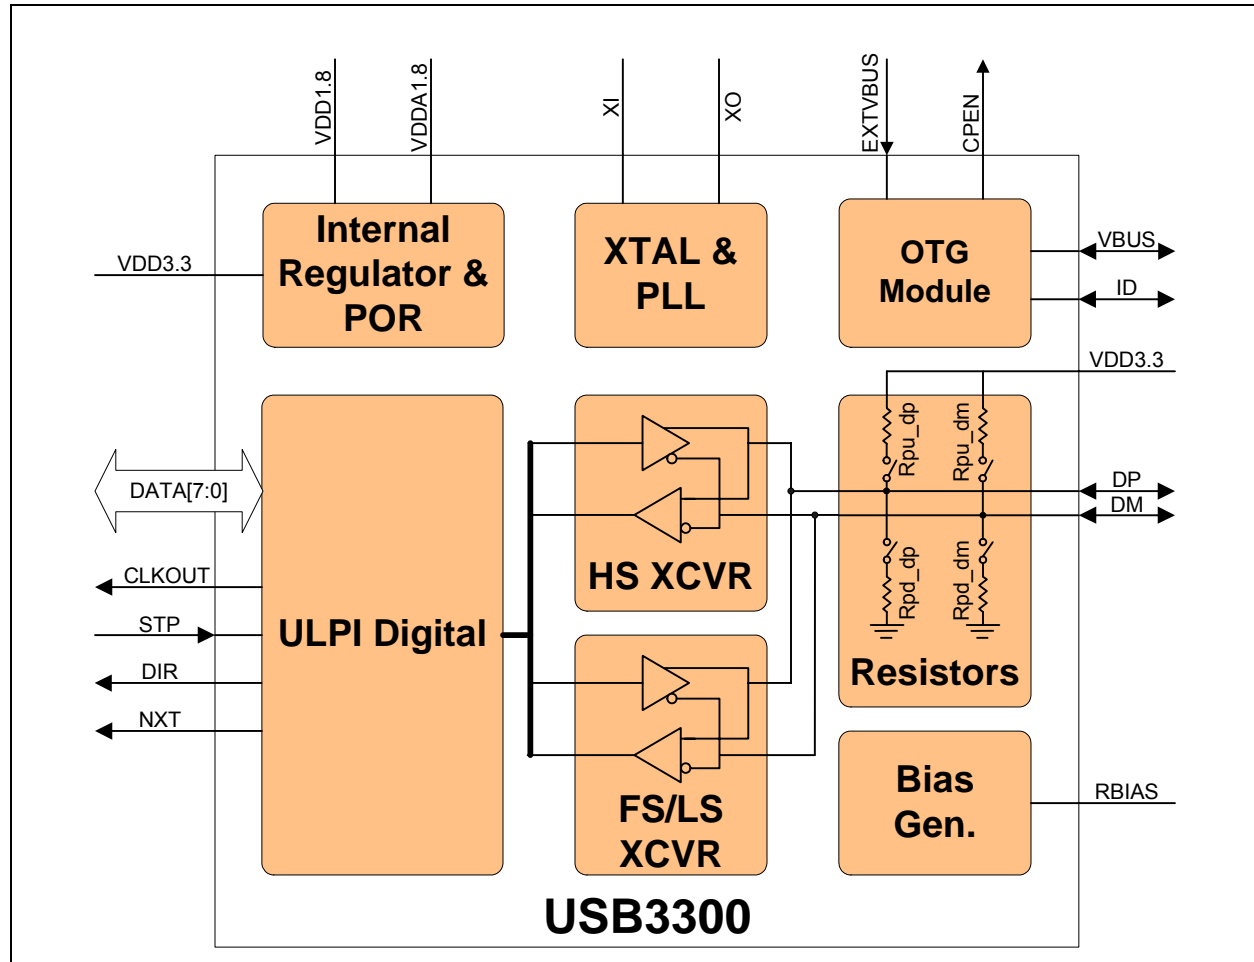 VDD1.8
VDDA1.8
XI
XO
EXTVBUS
CPEN
Internal
Regulator &
POR
XTAL &
PLL
OTG
Module
VDD3.3
VBUS
ID
VDD3.3
Rpu_dp
Rpu_dm
DATA[7:0]
DP
DM
HS XCVR
Rpd_dp
Rpd_dm
CLKOUT
STP
ULPI Digital
DIR
Resistors
NXT
Bias
Gen.
RBIAS
FS/LS
XCVR
USB3300